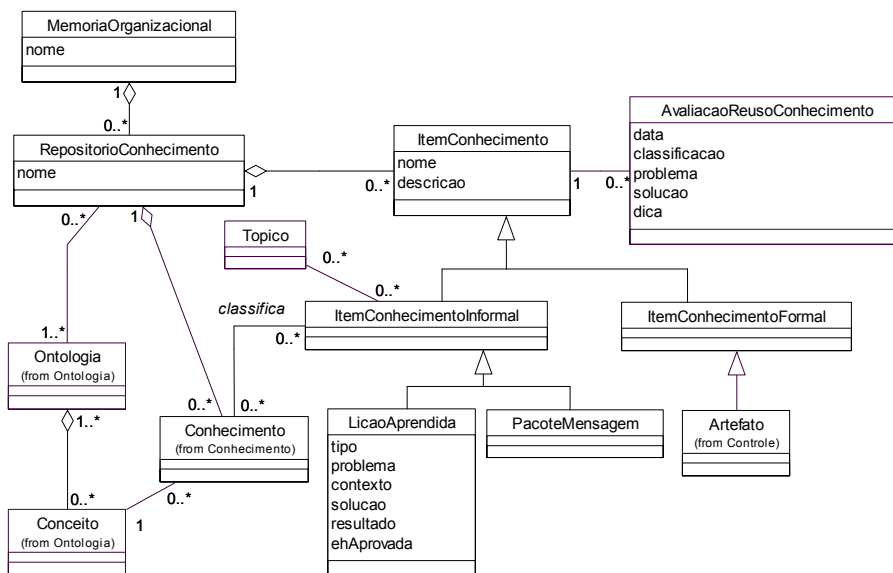 MemoriaOrganizacional
nome
1
0..*
RepositorioConhecimento
nome
1
0..*
ItemConhecimento
nome
descricao
1
0..*
AvaliacaoReusoConhecimento
data
classificacao
problema
solucao
dica
0..*
1
Topico
0..*
0..*
classifica
0..*
ItemConhecimentoInformal
ItemConhecimentoFormal
1..*
Ontologia
(from Ontologia)
1..*
0..*
0..*
Conhecimento
(from Conhecimento)
0..*
LicaoAprendida
tipo
problema
contexto
solucao
resultado
ehAprovada
PacoteMensagem
Artefato
(from Controle)
0..*
1
Conceito
(from Ontologia)